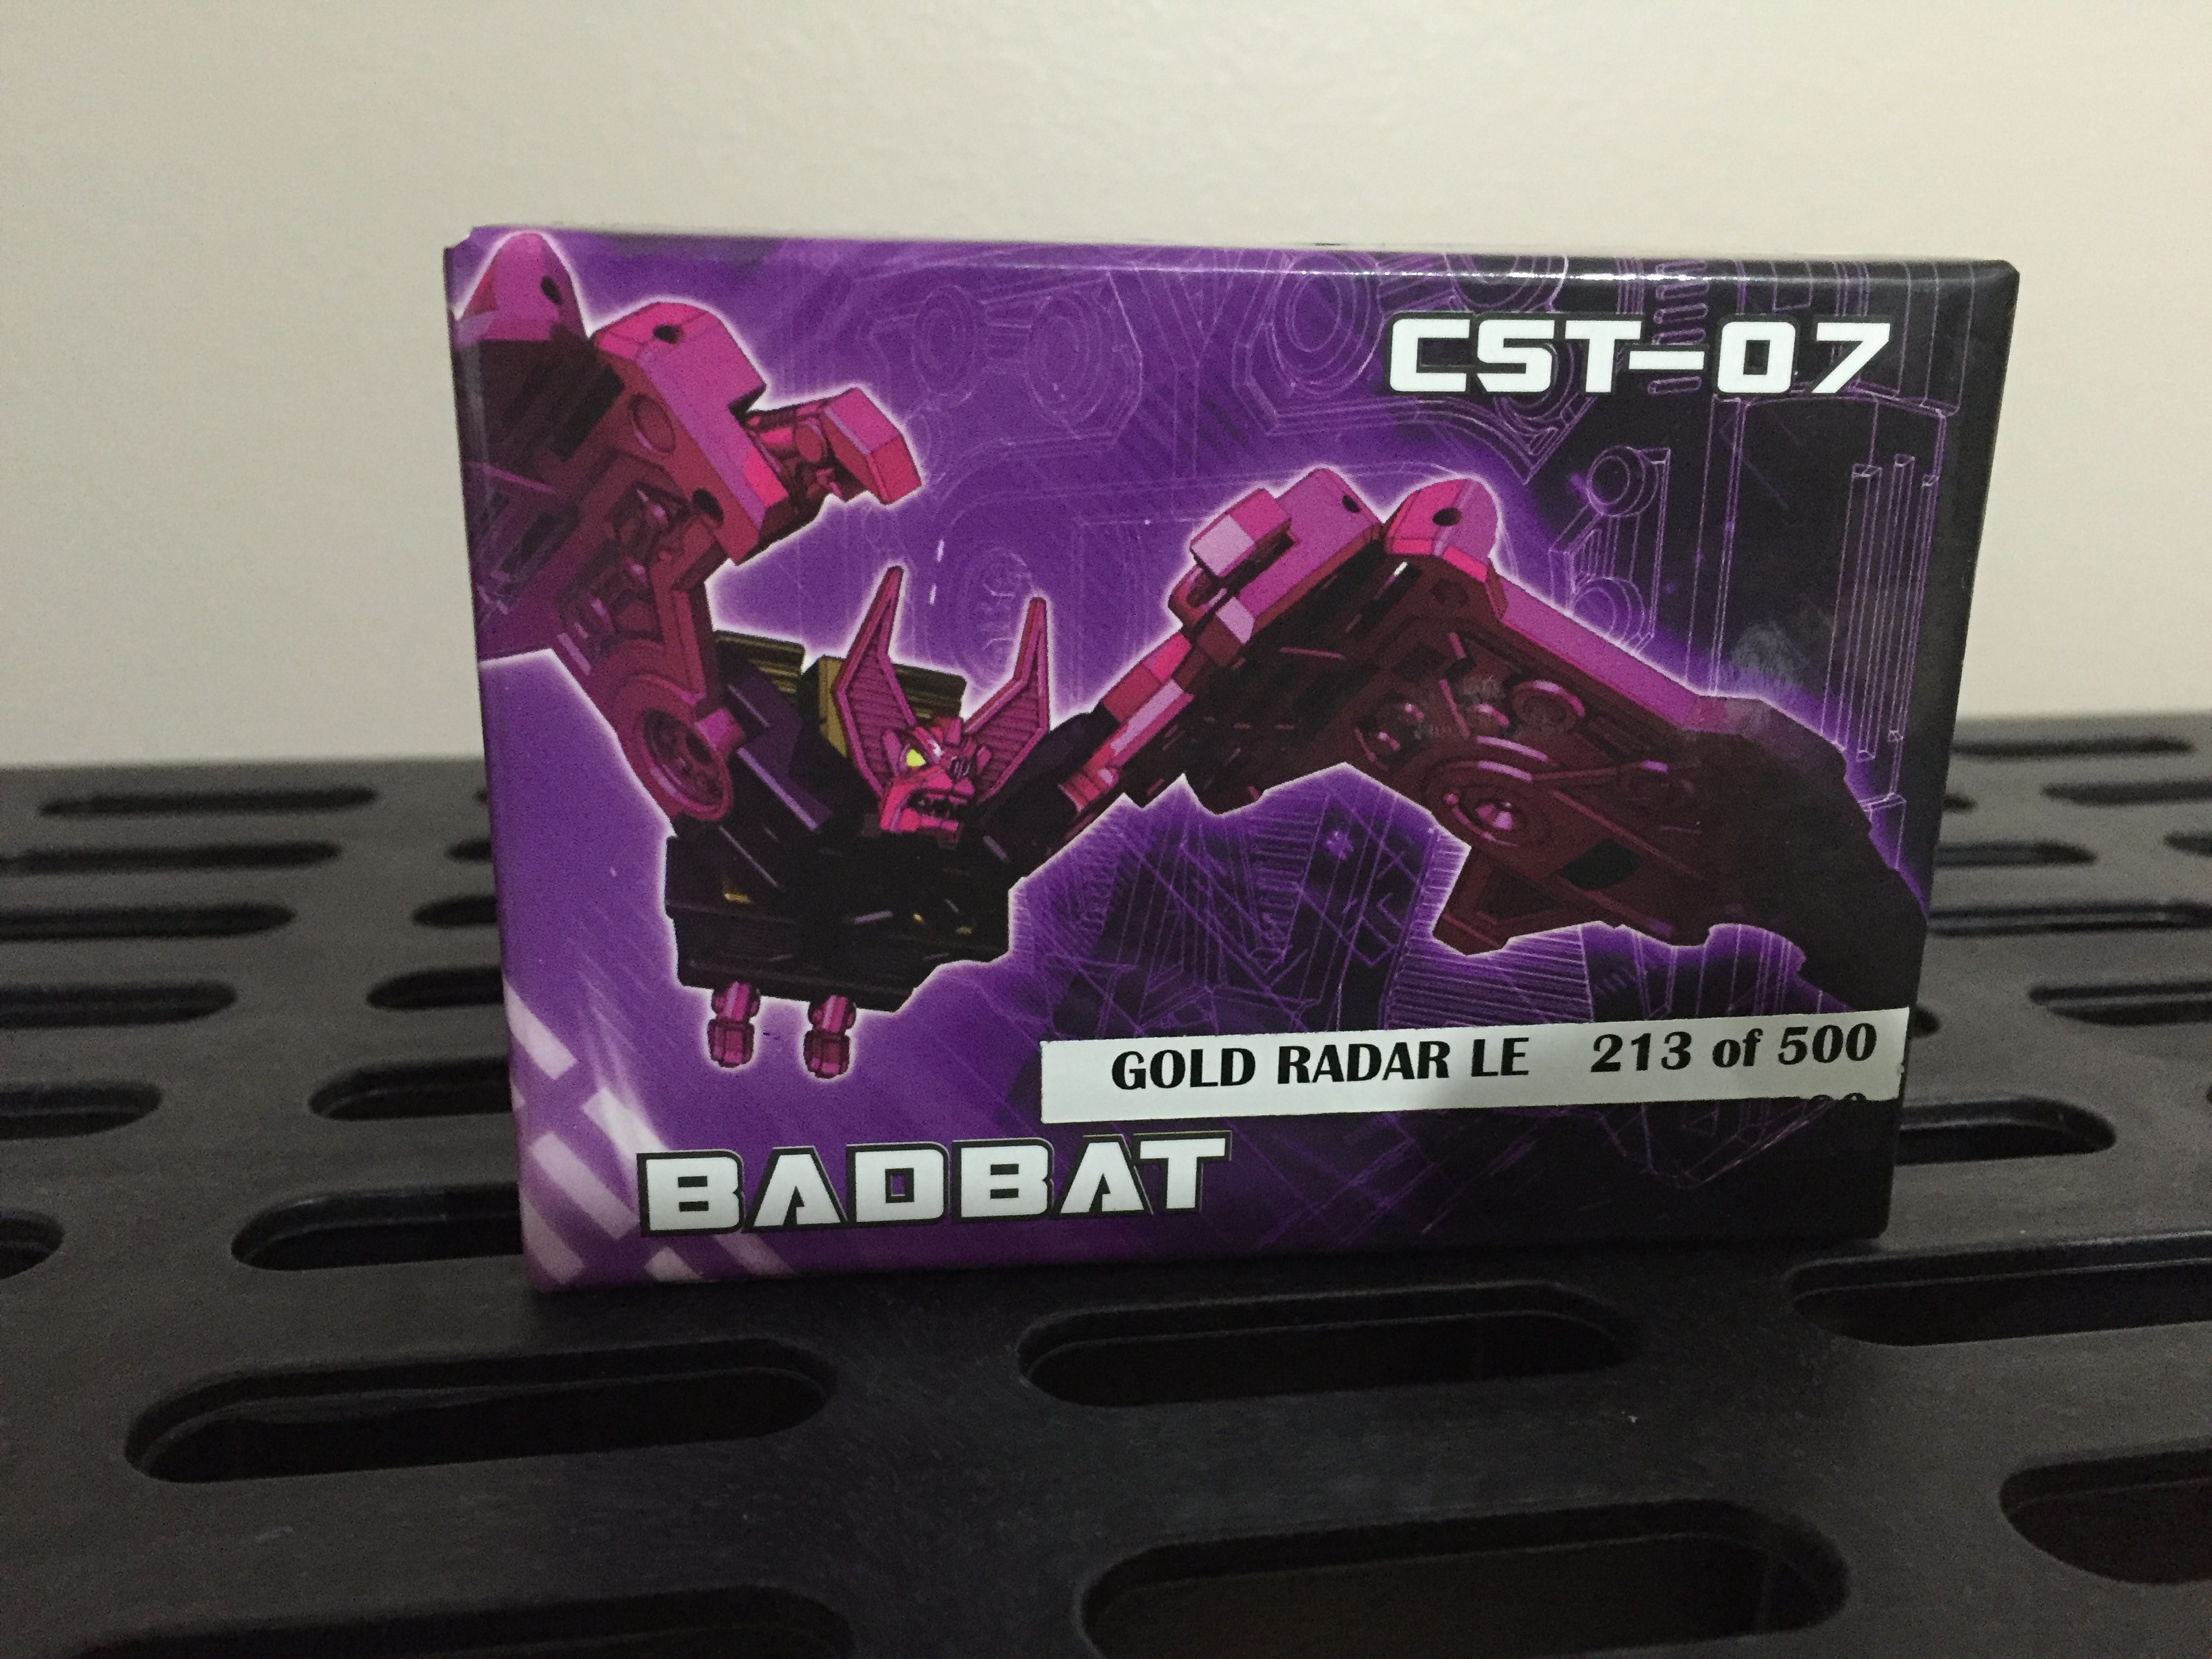 CST-07
GOLD RADAR LE 213 of 500
BADBAT